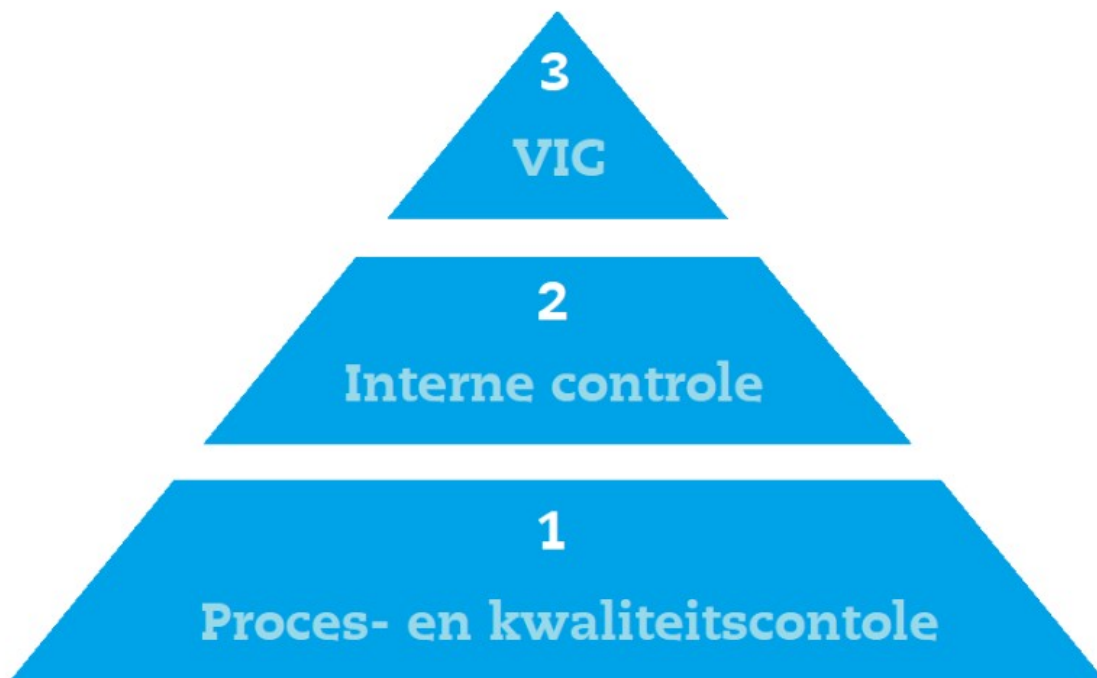 3
VIC
2
Interne controle
1
Proces- en kwaliteitscontole